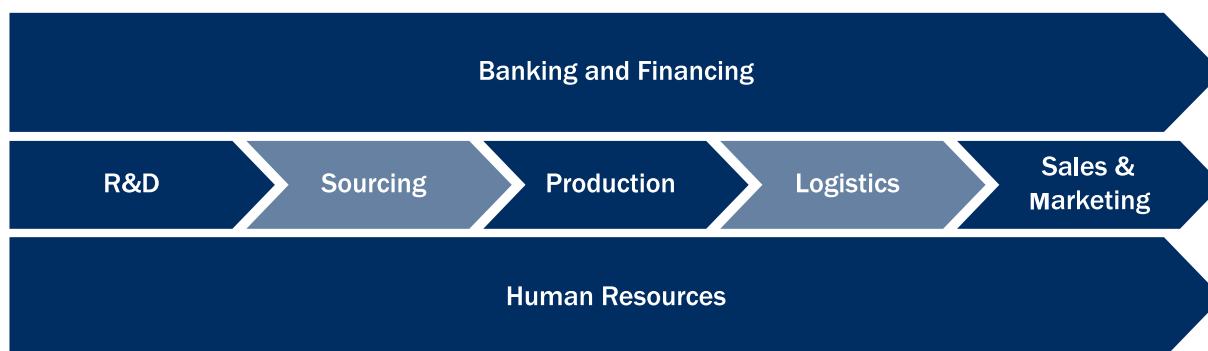 Banking and Financing
R&D
Sourcing
Production
Logistics
Sales &
Marketing
Human Resources